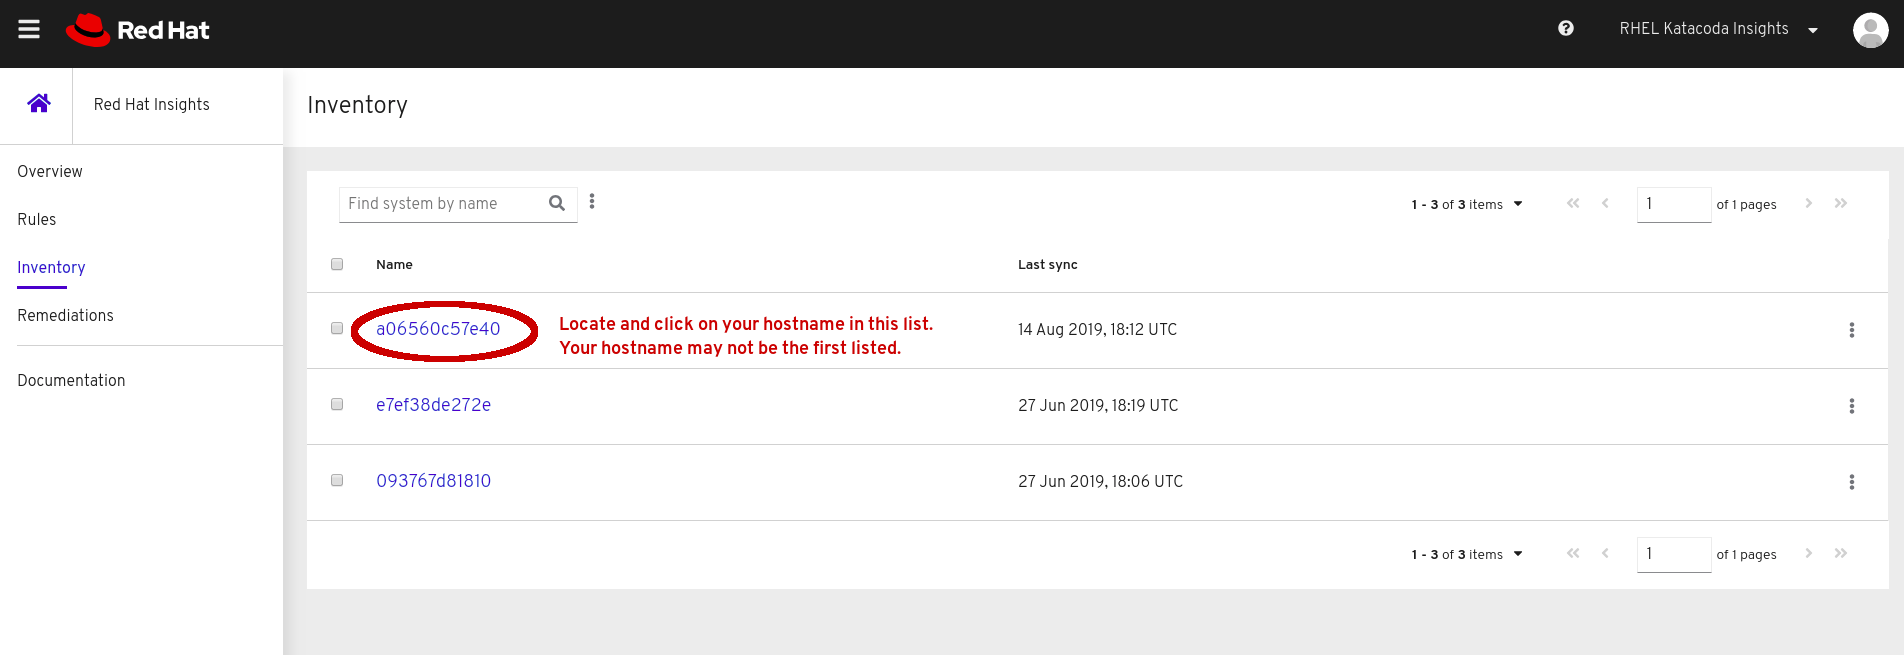 Red Hat
RHEL Katacoda Insights
Red Hat Insights
Overview
Rules
Inventory
Remediations
Documentation
Inventory
Find system by name
1 - 3 of 3 items
1
of 1 pages
Name
Last sync
a06560c57e40
Locate and click on your hostname in this list.
Your hostname may not be the first listed.
14 Aug 2019, 18:12 UTC
e7ef38de272e
27 Jun 2019, 18:19 UTC
093767d81810
27 Jun 2019, 18:06 UTC
1 - 3 of 3 items
1
of 1 pages